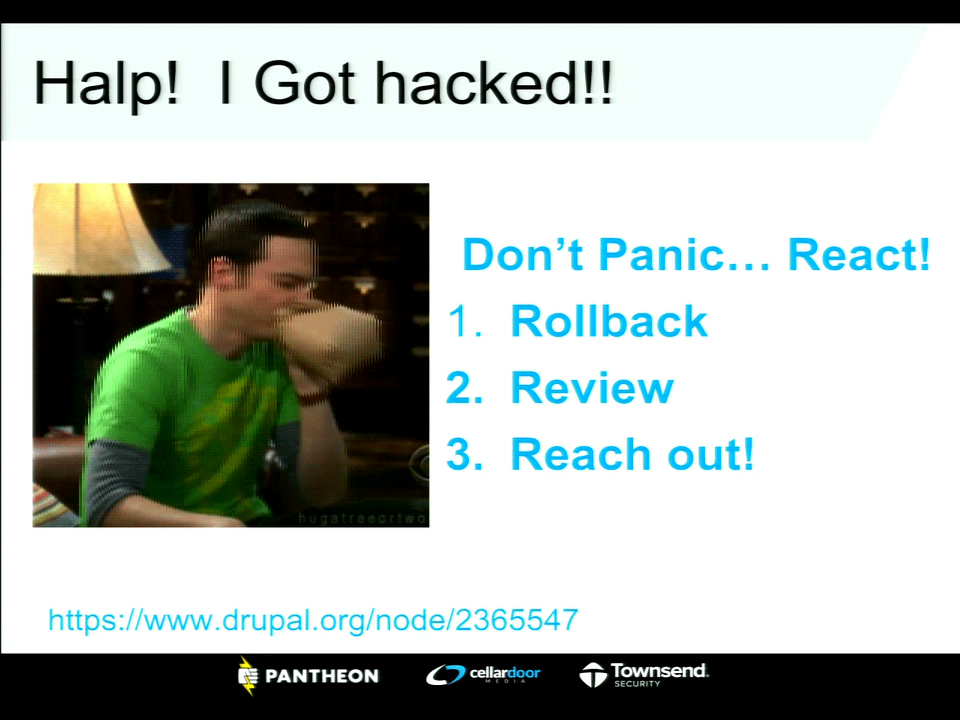 Halp! I Got hacked!!
Don't Panic… React!
1. Rollback
2. Review
3. Reach out!
hugatreeortwo
https://www.drupal.org/node/2365547
PANTHEON
cellardoor
MEDIA
Townsend
SECURITY